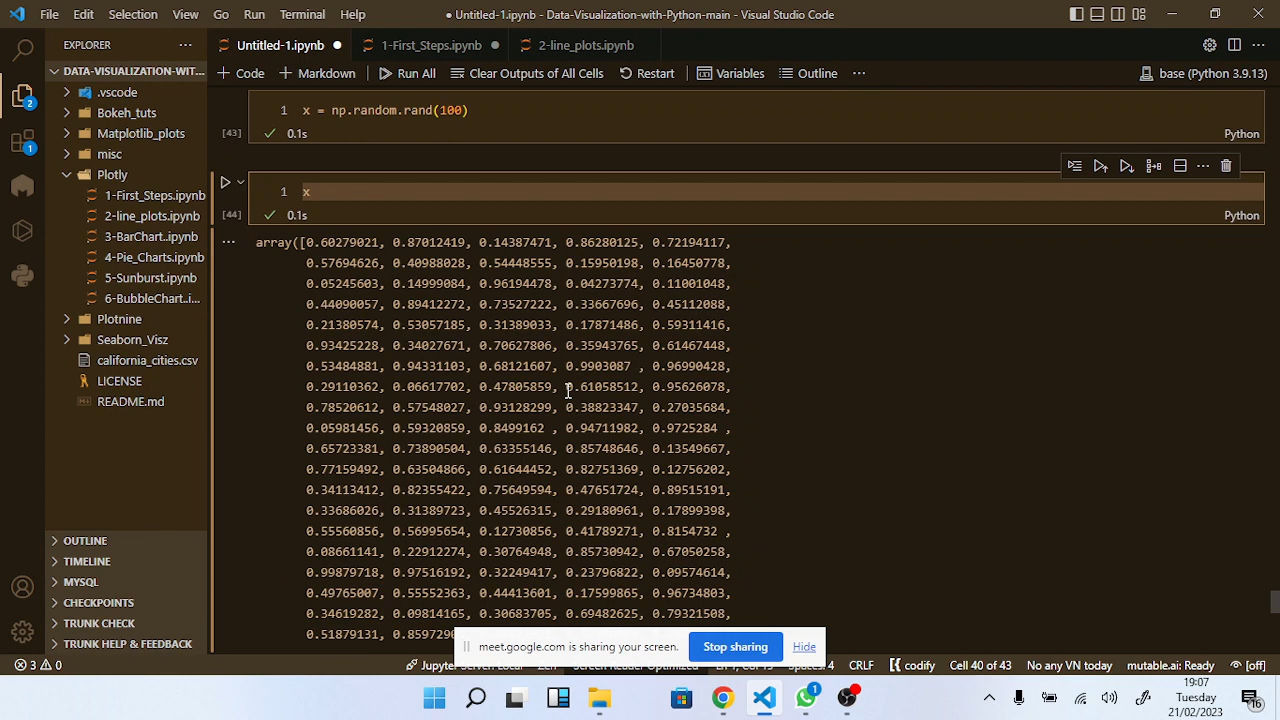 File Edit Selection View Go Run Terminal Help
● Untitled-1.ipynb - Data-Visualization-with-Python-main - Visual Studio Code
EXPLORER
Untitled-1.ipynb 1-First_Steps.ipynb 2-line_plots.ipynb
DATA-VISUALIZATION-WIT...
+ Code + Markdown Run All Clear Outputs of All Cells Restart Variables Outline ... base (Python 3.9.13)
.vscode
Bokeh_tuts
Matplotlib_plots
misc
Plotly
1-First_Steps.ipynb
2-line_plots.ipynb
3-BarChart..ipynb
4-Pie_Charts.ipynb
5-Sunburst.ipynb
6-BubbleChart..i...
Plotnine
Seaborn_Visz
california_cities.csv
LICENSE
README.md
OUTLINE
TIMELINE
MYSQL
CHECKPOINTS
TRUNK CHECK
TRUNK HELP & FEEDBACK
2
1
1 x = np.random.rand(100)
[43] 0.1s Python
1 x
[44] 0.1s Python
array([0.60279021, 0.87012419, 0.14387471, 0.86280125, 0.72194117,
0.57694626, 0.40988028, 0.54448555, 0.15950198, 0.16450778,
0.05245603, 0.14999084, 0.96194478, 0.04273774, 0.11001048,
0.44090057, 0.89412272, 0.73527222, 0.33667696, 0.45112088,
0.21380574, 0.53057185, 0.31389033, 0.17871486, 0.59311416,
0.93425228, 0.34027671, 0.70627806, 0.35943765, 0.61467448,
0.53484881, 0.94331103, 0.68121607, 0.9903087 , 0.96990428,
0.29110362, 0.06617702, 0.47805859, 0.61058512, 0.95626078,
0.78520612, 0.57548027, 0.93128299, 0.38823347, 0.27035684,
0.05981456, 0.59320859, 0.8499162 , 0.94711982, 0.9725284 ,
0.65723381, 0.73890504, 0.63355146, 0.85748646, 0.13549667,
0.77159492, 0.63504866, 0.61644452, 0.82751369, 0.12756202,
0.34113412, 0.82355422, 0.75649594, 0.47651724, 0.89515191,
0.33686026, 0.31389723, 0.45526315, 0.29180961, 0.17899398,
0.55560856, 0.56995654, 0.12730856, 0.41789271, 0.8154732 ,
0.08661141, 0.22912274, 0.30764948, 0.85730942, 0.67050258,
0.99879718, 0.97516192, 0.32249417, 0.23796822, 0.09574614,
0.49765007, 0.55552363, 0.44413601, 0.17599865, 0.96734803,
0.34619282, 0.09814165, 0.30683705, 0.69482625, 0.79321508,
0.51879131,
meet.google.com is sharing your screen. Stop sharing Hide
3 0 CRLF codify Cell 40 of 43 No any VN today mutable.ai: Ready [off]
1
19:07
Tuesday
21/02/2023
16